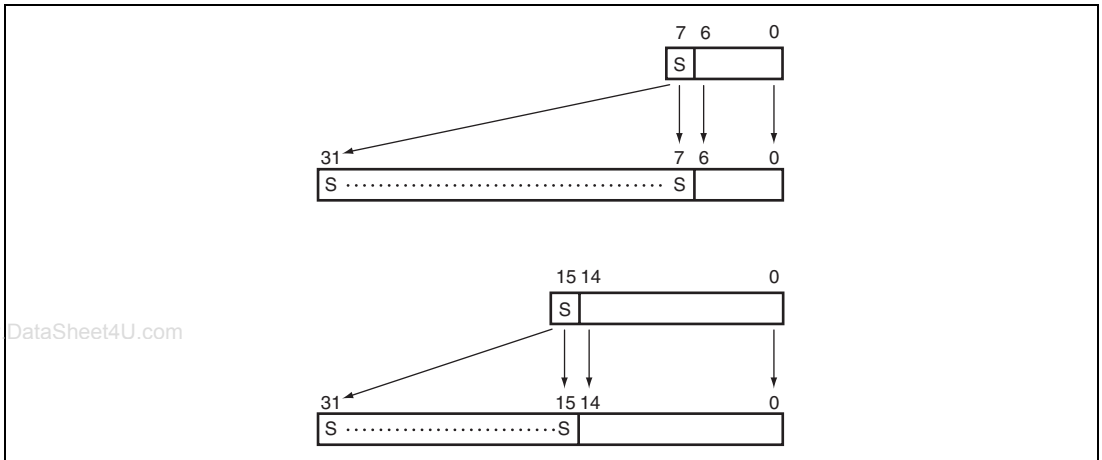 7 6 0
S
31 7 6 0
S ........................................ S
15 14 0
S
DataSheet4U.com
31 15 14 0
S ..........................S